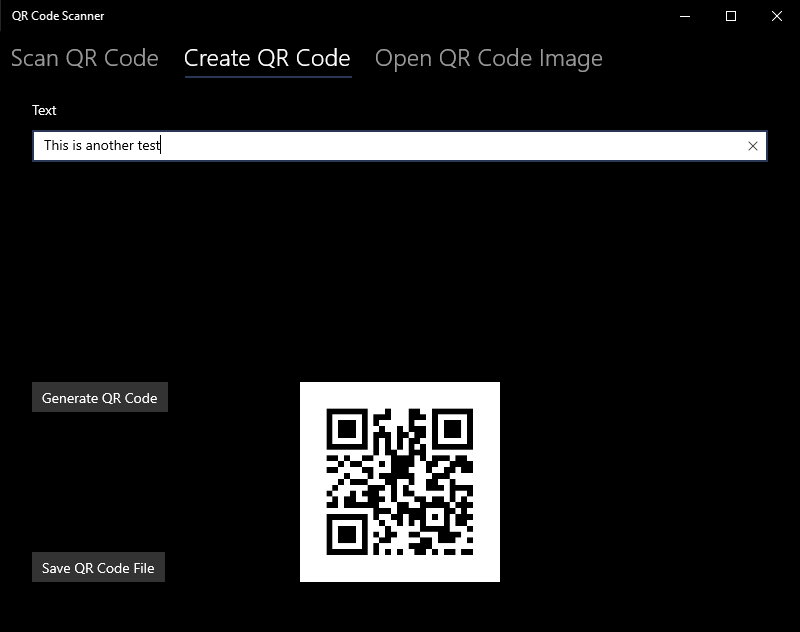 QR Code Scanner
Scan QR Code Create QR Code Open QR Code Image
Text
This is another test
Generate QR Code
Save QR Code File